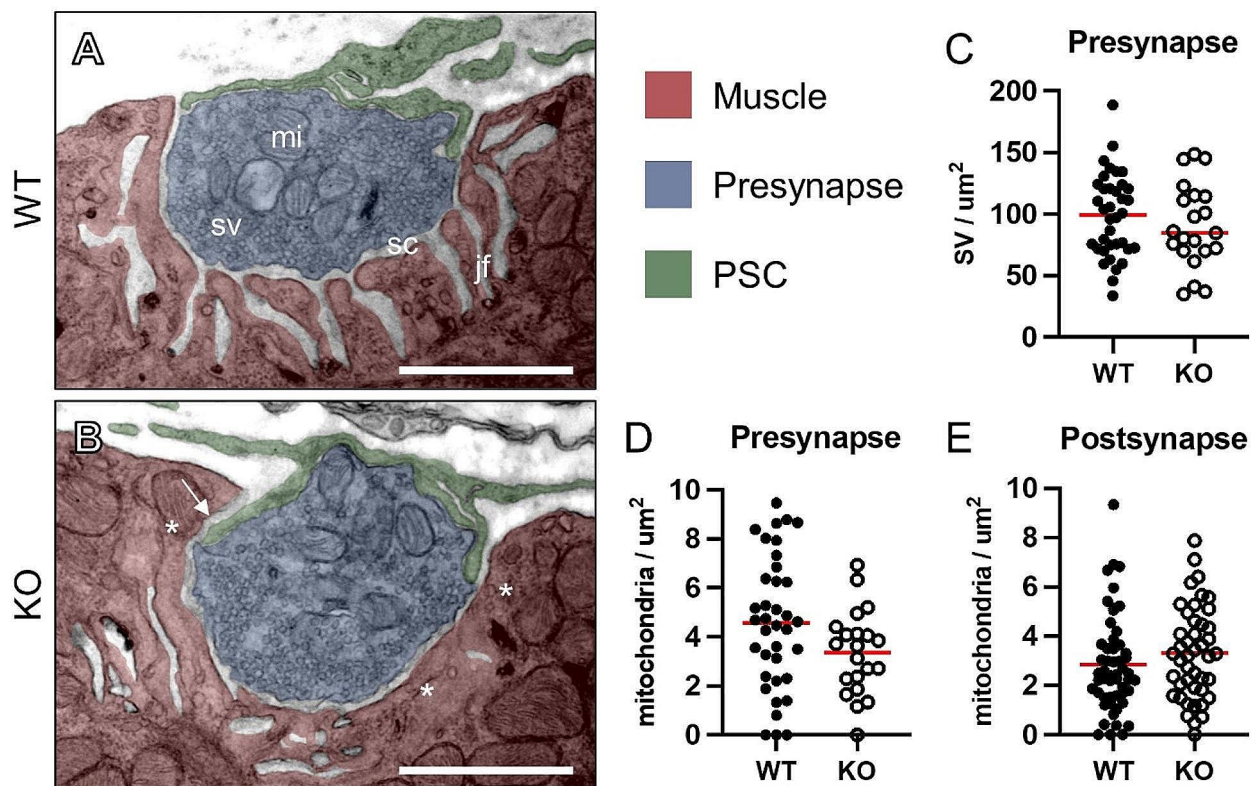 A
WT
mi
sv
sc
jf
Muscle
Presynapse
PSC
C Presynapse
SV / um²
200
150
100
50
0
WT KO
B
KO
*
*
*
D Presynapse
mitochondria / um²
10
8
6
4
2
0
WT KO
E Postsynapse
mitochondria / um²
10
8
6
4
2
0
WT KO